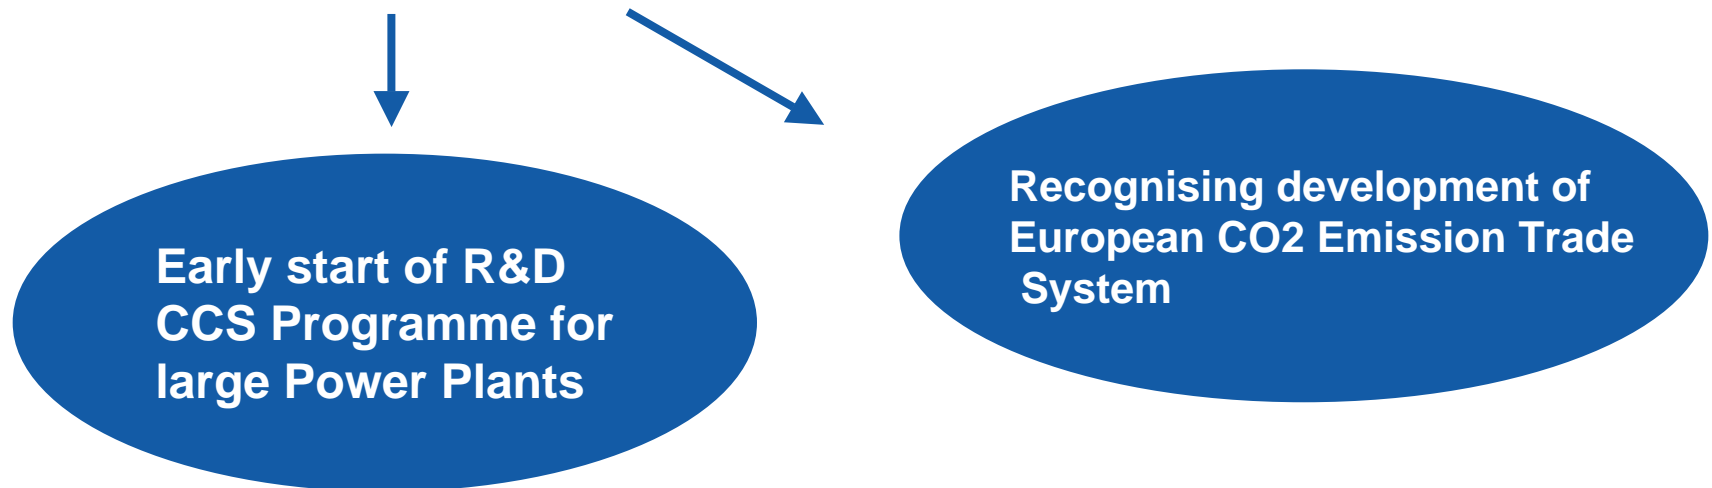 Early start of R&D
CCS Programme for
large Power Plants
Recognising development of
European CO2 Emission Trade
System